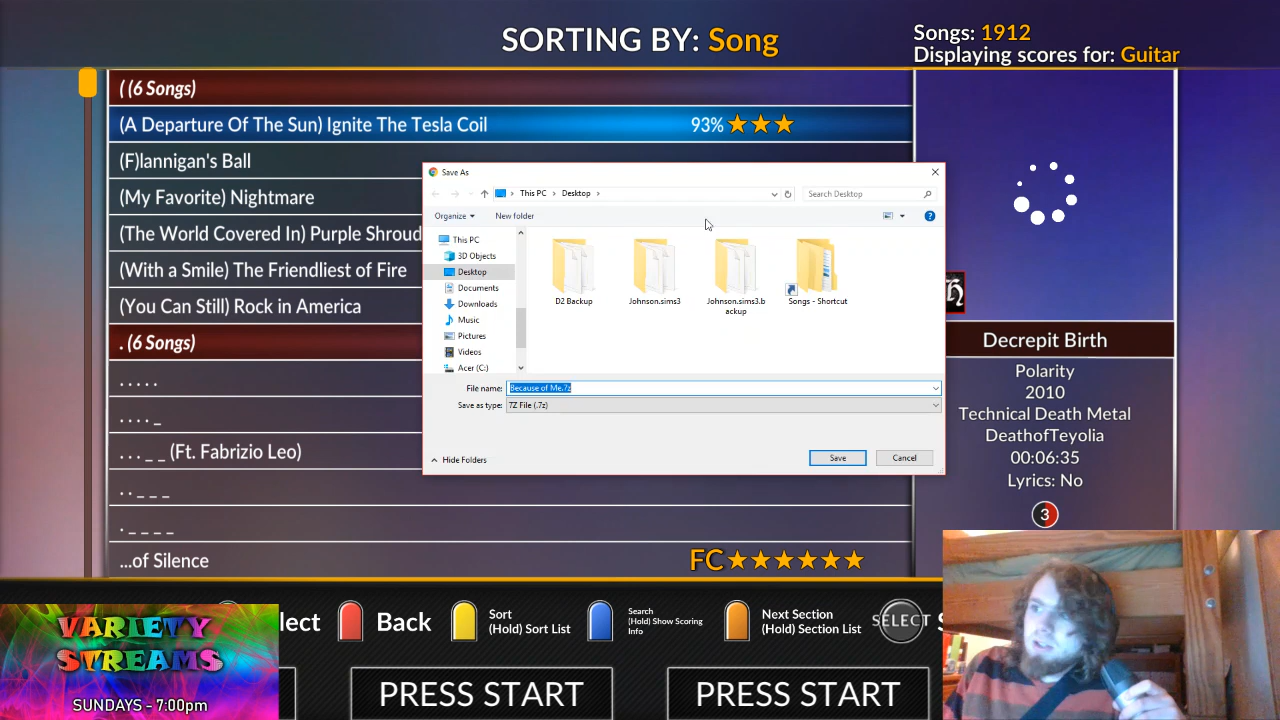 SORTING BY: Song
Songs: 1912
Displaying scores for: Guitar
( (6 Songs)
(A Departure Of The Sun) Ignite The Tesla Coil 93%
(F)lannigan's Ball
(My Favorite) Nightmare
(The World Covered In) Purple Shroud
(With a Smile) The Friendliest of Fire
(You Can Still) Rock in America
. (6 Songs)
. . . . .
. . . . _
. . . _ _ (Ft. Fabrizio Leo)
. . _ _ _
. _ _ _ _
...of Silence FC
Save As
This PC > Desktop >
Search Desktop
Organize
New folder
This PC
3D Objects
Desktop
Documents
Downloads
Music
Pictures
Videos
Acer (C:)
D2 Backup
Johnson.sims3
Johnson.sims3.b
ackup
Songs - Shortcut
File name: Because of Me.7z
Save as type: 7Z File (.7z)
Hide Folders
Save
Cancel
Decrepit Birth
Polarity
2010
Technical Death Metal
DeathofTeyolia
00:06:35
Lyrics: No
3
lect
Back
Sort
(Hold) Sort List
Search
(Hold) Show Scoring
Info
Next Section
(Hold) Section List
SELECT S
PRESS START
PRESS START
VARIETY
STREAMS
SUNDAYS - 7:00pm